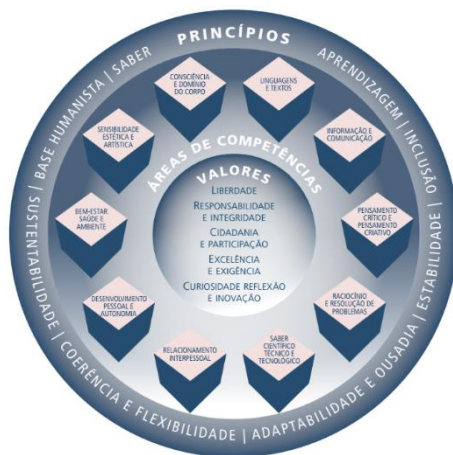 PRINCÍPIOS
BASE HUMANISTA | SABER
APRENDIZAGEM | INCLUSÃO |
ESTABILIDADE |
ADAPTABILIDADE E OUSADIA |
COERÊNCIA E FLEXIBILIDADE |
SUSTENTABILIDADE |
ÁREAS DE COMPETÊNCIAS
LINGUAGENS
E TEXTOS
INFORMAÇÃO E
COMUNICAÇÃO
PENSAMENTO
CRÍTICO E
PENSAMENTO
CRIATIVO
RACIOCÍNIO
E RESOLUÇÃO DE
PROBLEMAS
SABER
CIENTÍFICO
TÉCNICO E
TECNOLÓGICO
RELACIONAMENTO
INTERPESSOAL
DESENVOLVIMENTO
PESSOAL E
AUTONOMIA
BEM-ESTAR
SAÚDE E
AMBIENTE
SENSIBILIDADE
ESTÉTICA E
ARTÍSTICA
CONSCIÊNCIA
E DOMÍNIO
DO CORPO
VALORES
LIBERDADE
RESPONSABILIDADE
E INTEGRIDADE
CIDADANIA
E PARTICIPAÇÃO
EXCELÊNCIA
E EXIGÊNCIA
CURIOSIDADE REFLEXÃO
E INOVAÇÃO